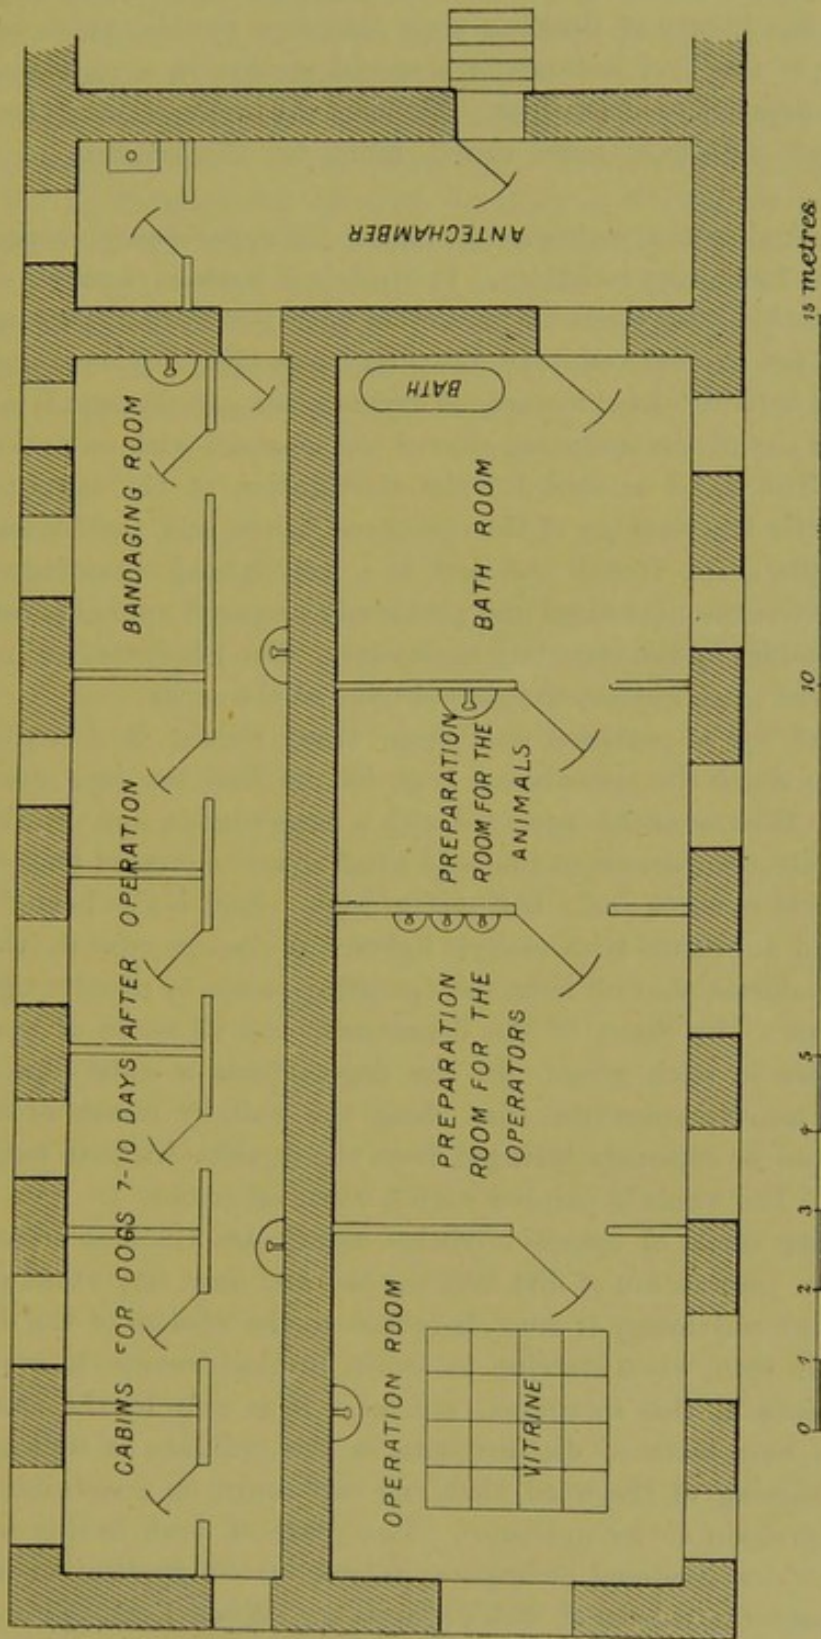 CABINS FOR DOGS 7-10 DAYS AFTER OPERATION
BANDAGING ROOM
ANTECHAMBER
OPERATION ROOM
VITRINE
PREPARATION
ROOM FOR THE
OPERATORS
PREPARATION
ROOM FOR THE
ANIMALS
BATH ROOM
BATH
0 1 2 3 4 5 10 15 metres